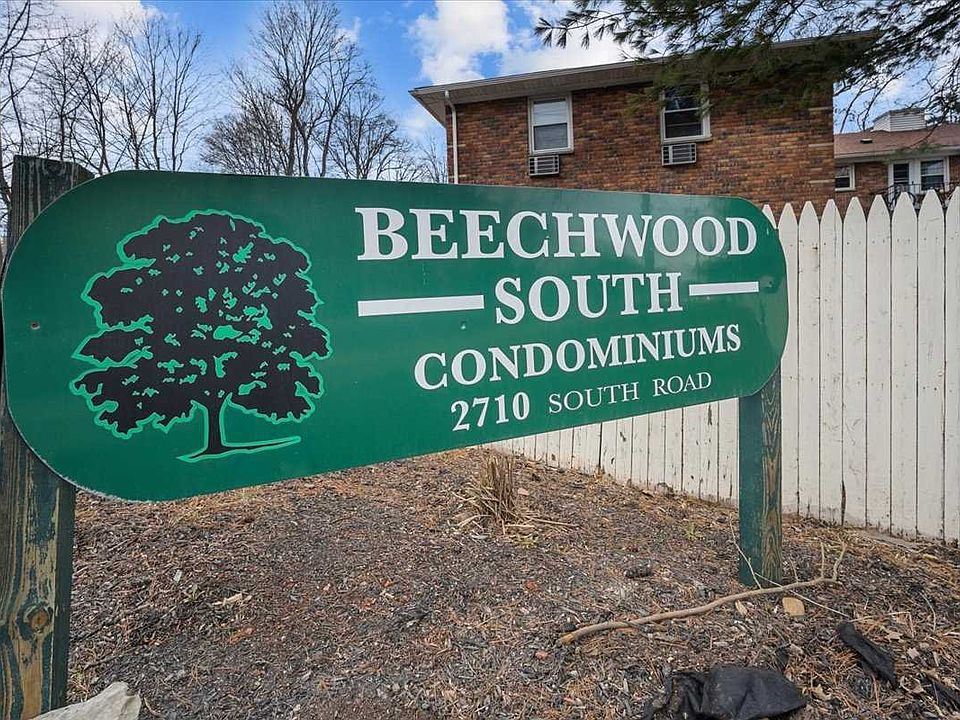 BEECHWOOD
SOUTH
CONDOMINIUMS
2710 SOUTH ROAD